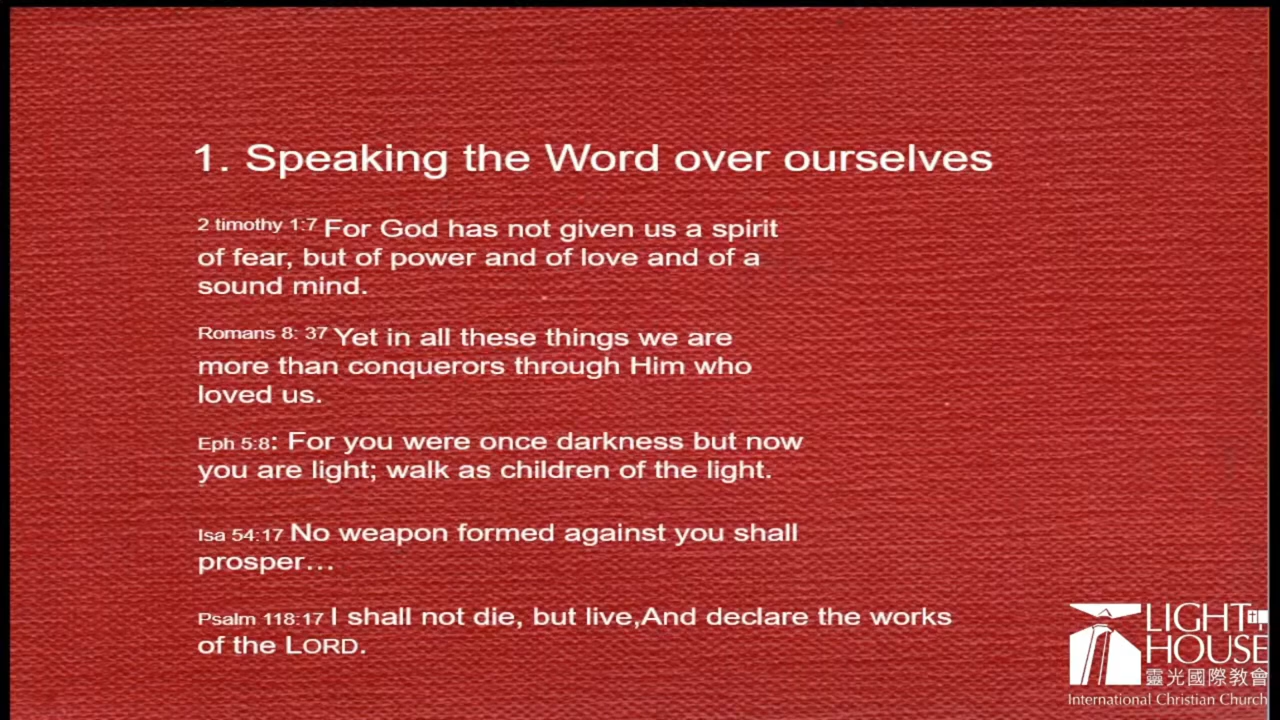 1. Speaking the Word over ourselves
2 timothy 1:7 For God has not given us a spirit
of fear, but of power and of love and of a
sound mind.
Romans 8: 37 Yet in all these things we are
more than conquerors through Him who
loved us.
Eph 5:8: For you were once darkness but now
you are light; walk as children of the light.
Isa 54:17 No weapon formed against you shall
prosper…
Psalm 118:17 I shall not die, but live,And declare the works
of the LORD.
LIGHT
HOUSE
靈光國際教會
International Christian Church